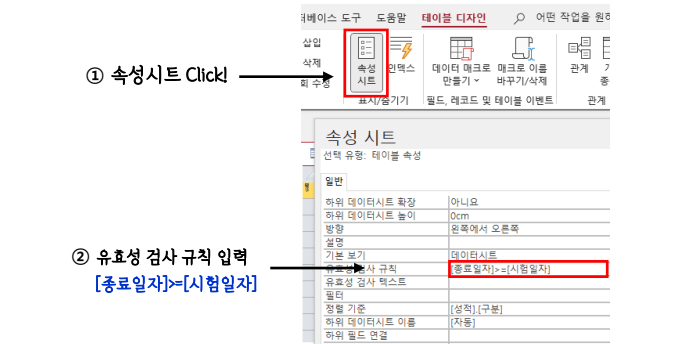 터베이스 도구 도움말 테이블 디자인 어떤 작업을 원하
삽입
삭제
회 수정
속성
시트
인덱스
데이터 매크로
만들기
매크로 이름
바꾸기/삭제
관계
표시/숨기기
필드, 레코드 및 테이블 이벤트
관계
① 속성시트 Click!
속성 시트
선택 유형: 테이블 속성
일반
하위 데이터시트 확장 아니요
하위 데이터시트 높이 0cm
방향 왼쪽에서 오른쪽
설명
기본 보기 데이터시트
유효성 검사 규칙 [종료일자]>=[시험일자]
유효성 검사 텍스트
필터
정렬 기준 [성적].[구분]
하위 데이터시트 이름 [자동]
하위 필드 연결
② 유효성 검사 규칙 입력
[종료일자]>=[시험일자]